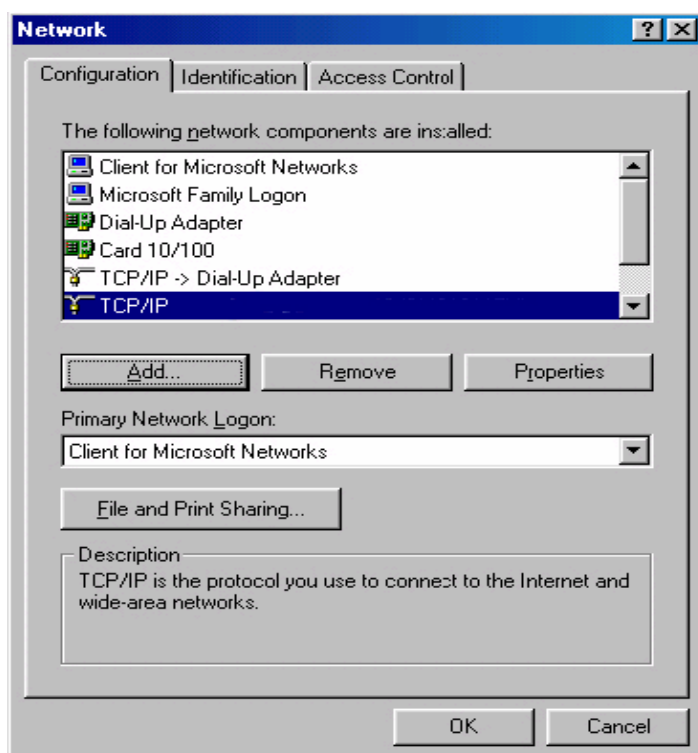 Network
Configuration Identification Access Control
The following network components are installed:
Client for Microsoft Networks
Microsoft Family Logon
Dial-Up Adapter
Card 10/100
TCP/IP -> Dial-Up Adapter
TCP/IP
Add... Remove Properties
Primary Network Logon:
Client for Microsoft Networks
File and Print Sharing...
Description
TCP/IP is the protocol you use to connect to the Internet and
wide-area networks.
OK Cancel